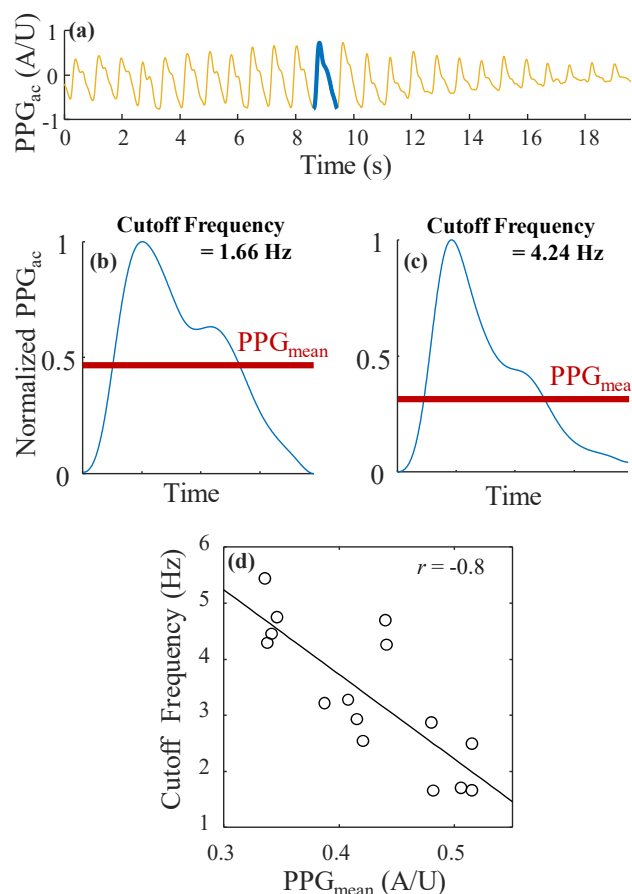 (a)
PPGac (A/U)
1
0
-1
0 2 4 6 8 10 12 14 16 18
Time (s)
Cutoff Frequency
= 1.66 Hz
(b)
Normalized PPGac
1
0.5
0
PPGmean
Time
Cutoff Frequency
= 4.24 Hz
(c)
1
0.5
0
PPGmea
Time
(d)
r = -0.8
Cutoff Frequency (Hz)
6
5
4
3
2
1
0.3 0.4 0.5
PPGmean (A/U)